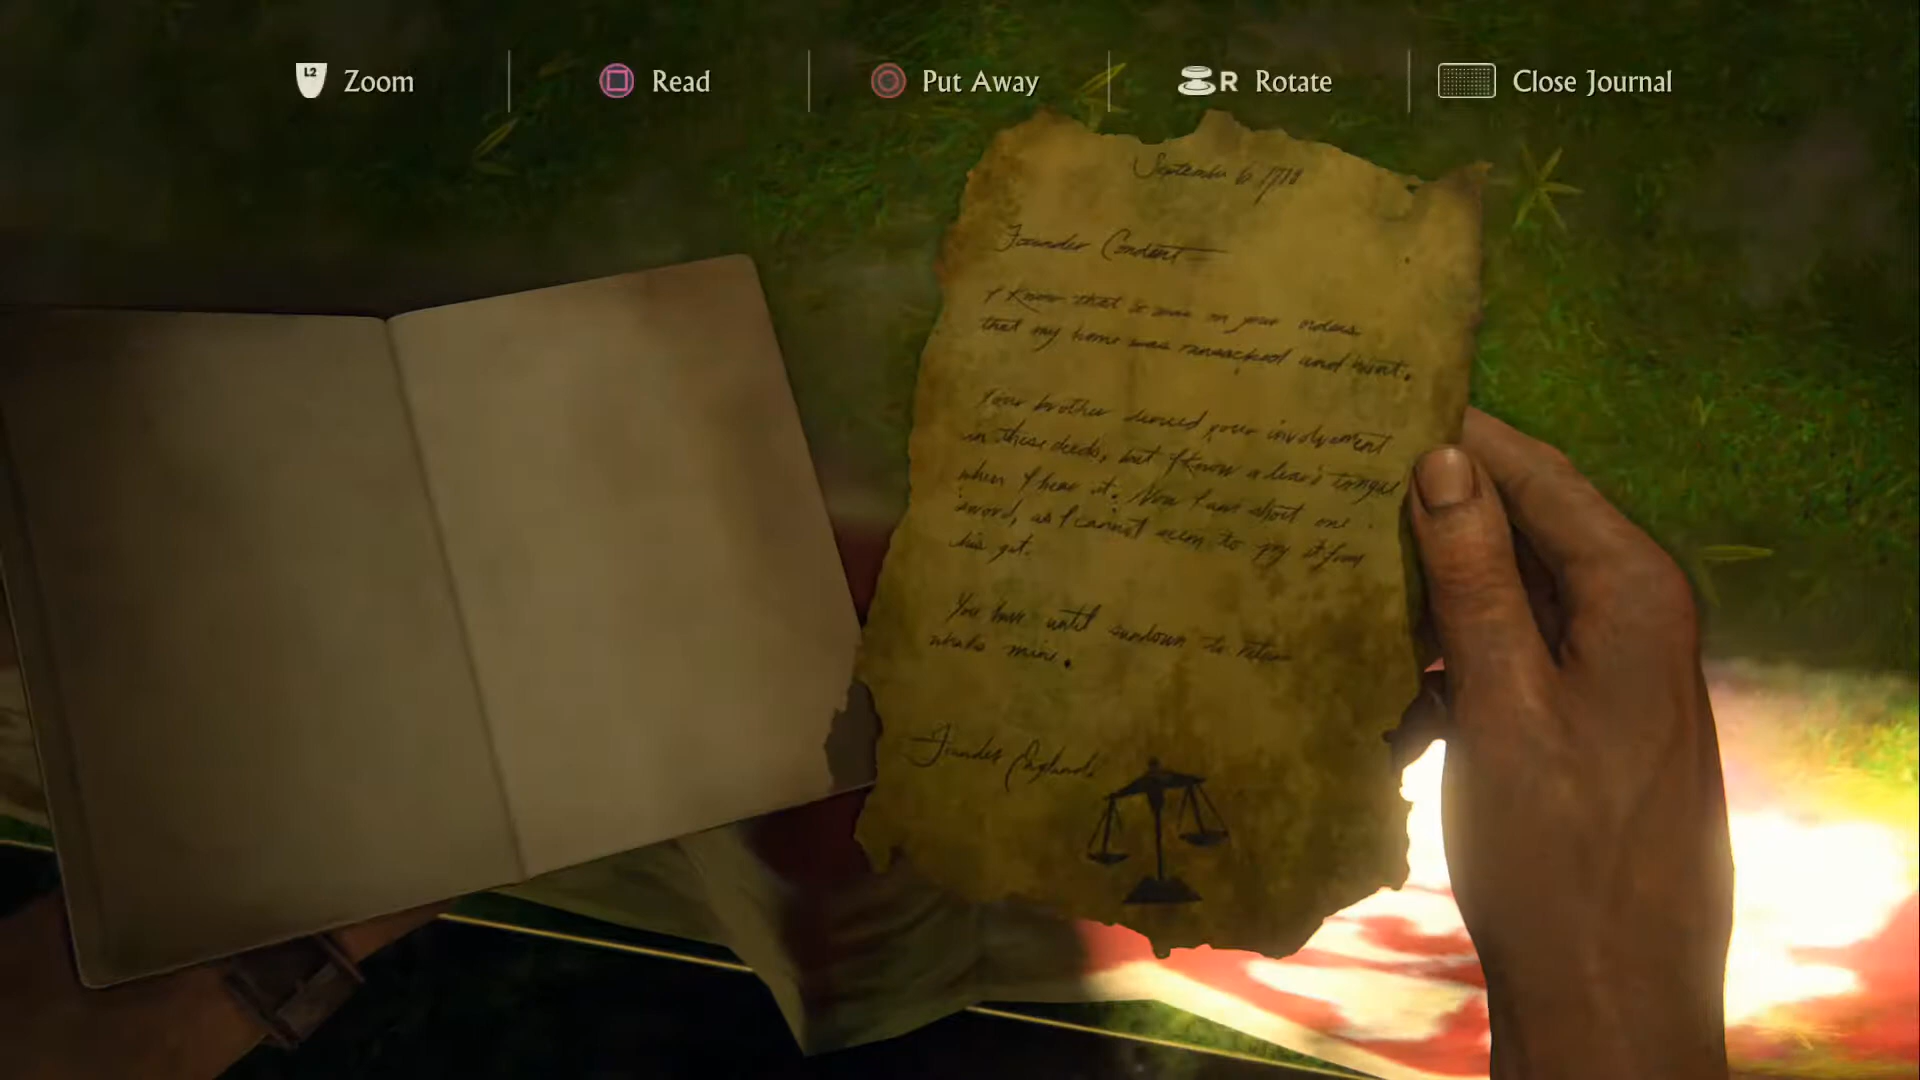 L2 Zoom
Read
Put Away
R Rotate
Close Journal
September 6 1718
Founder Condent
I know that it was on your orders
that my home was ransacked and burnt.
Your brother denied your involvement
in these deeds, but I know a liar's tongue
when I hear it. Now I am short one
sword, as I cannot seem to pry it from
his gut.
You have until sundown to return
whats mine.
Founder England